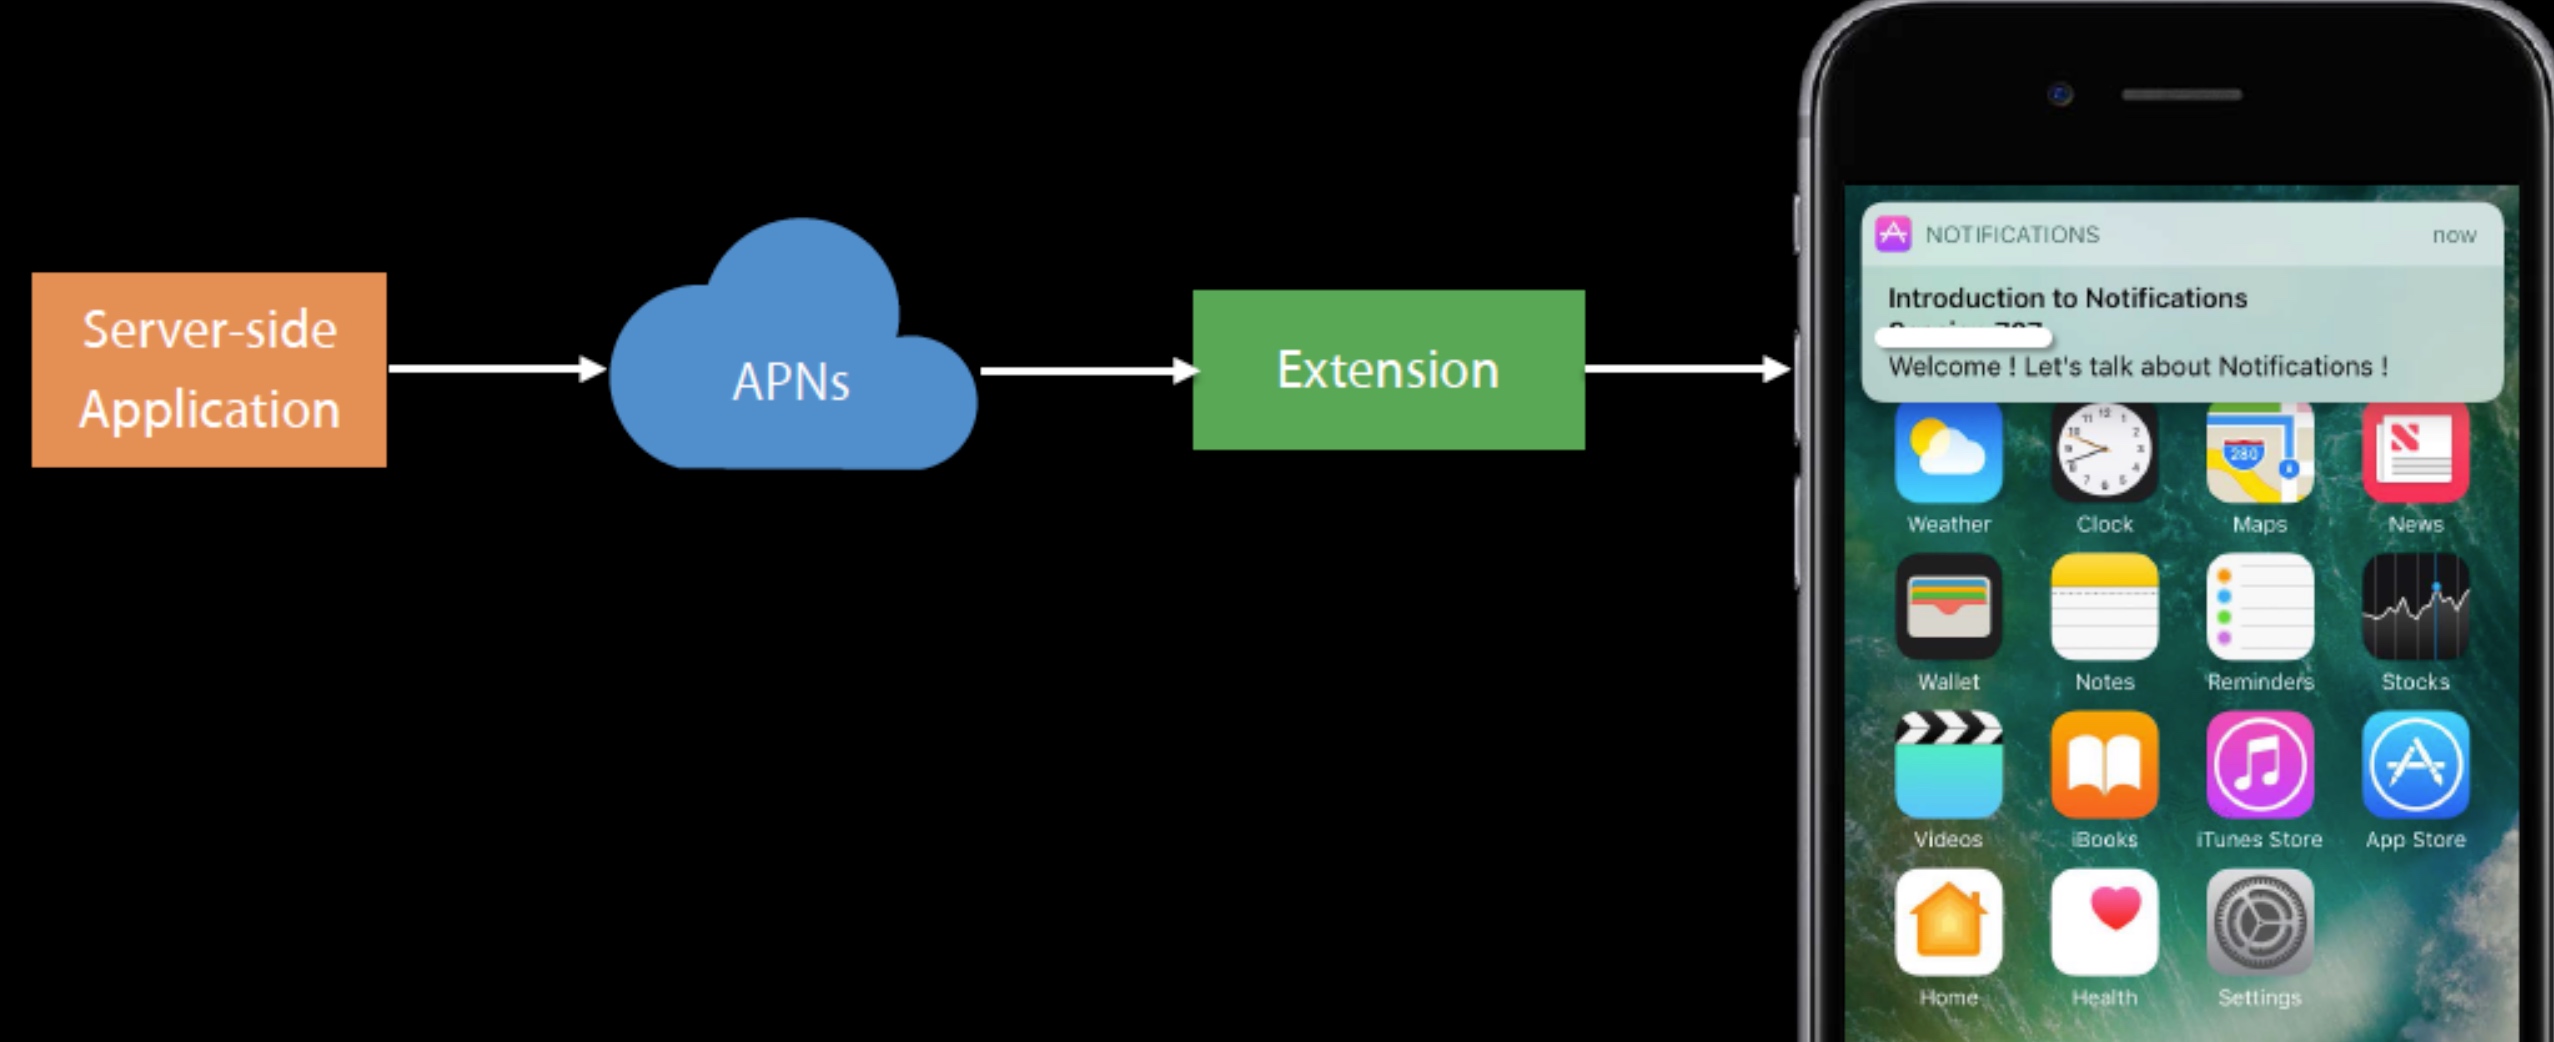 Server-side
Application
APNs
Extension
NOTIFICATIONS
now
Introduction to Notifications
Welcome ! Let's talk about Notifications !
280
Weather
Clock
Maps
News
Wallet
Notes
Reminders
Stocks
Videos
iBooks
iTunes Store
App Store
Home
Health
Settings